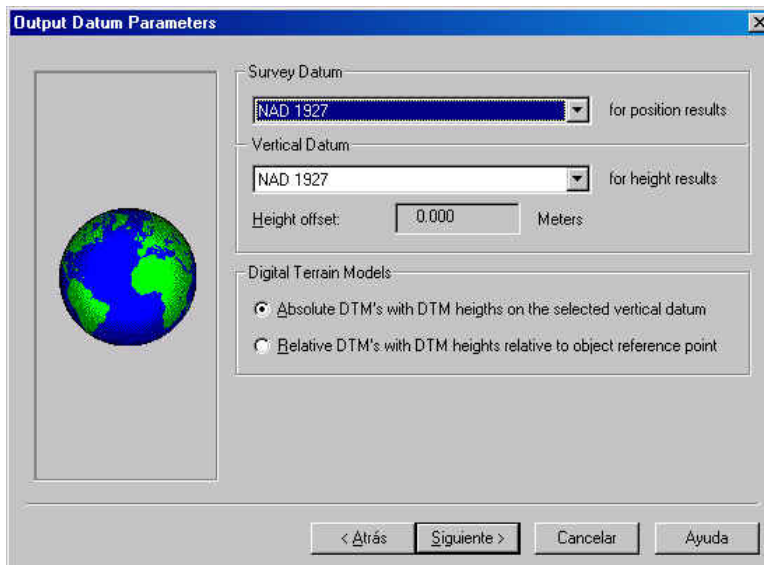 Output Datum Parameters
Survey Datum
NAD 1927 for position results
Vertical Datum
NAD 1927 for height results
Height offset: 0.000 Meters
Digital Terrain Models
Absolute DTM's with DTM heigths on the selected vertical datum
Relative DTM's with DTM heights relative to object reference point
< Atrás Siguiente > Cancelar Ayuda